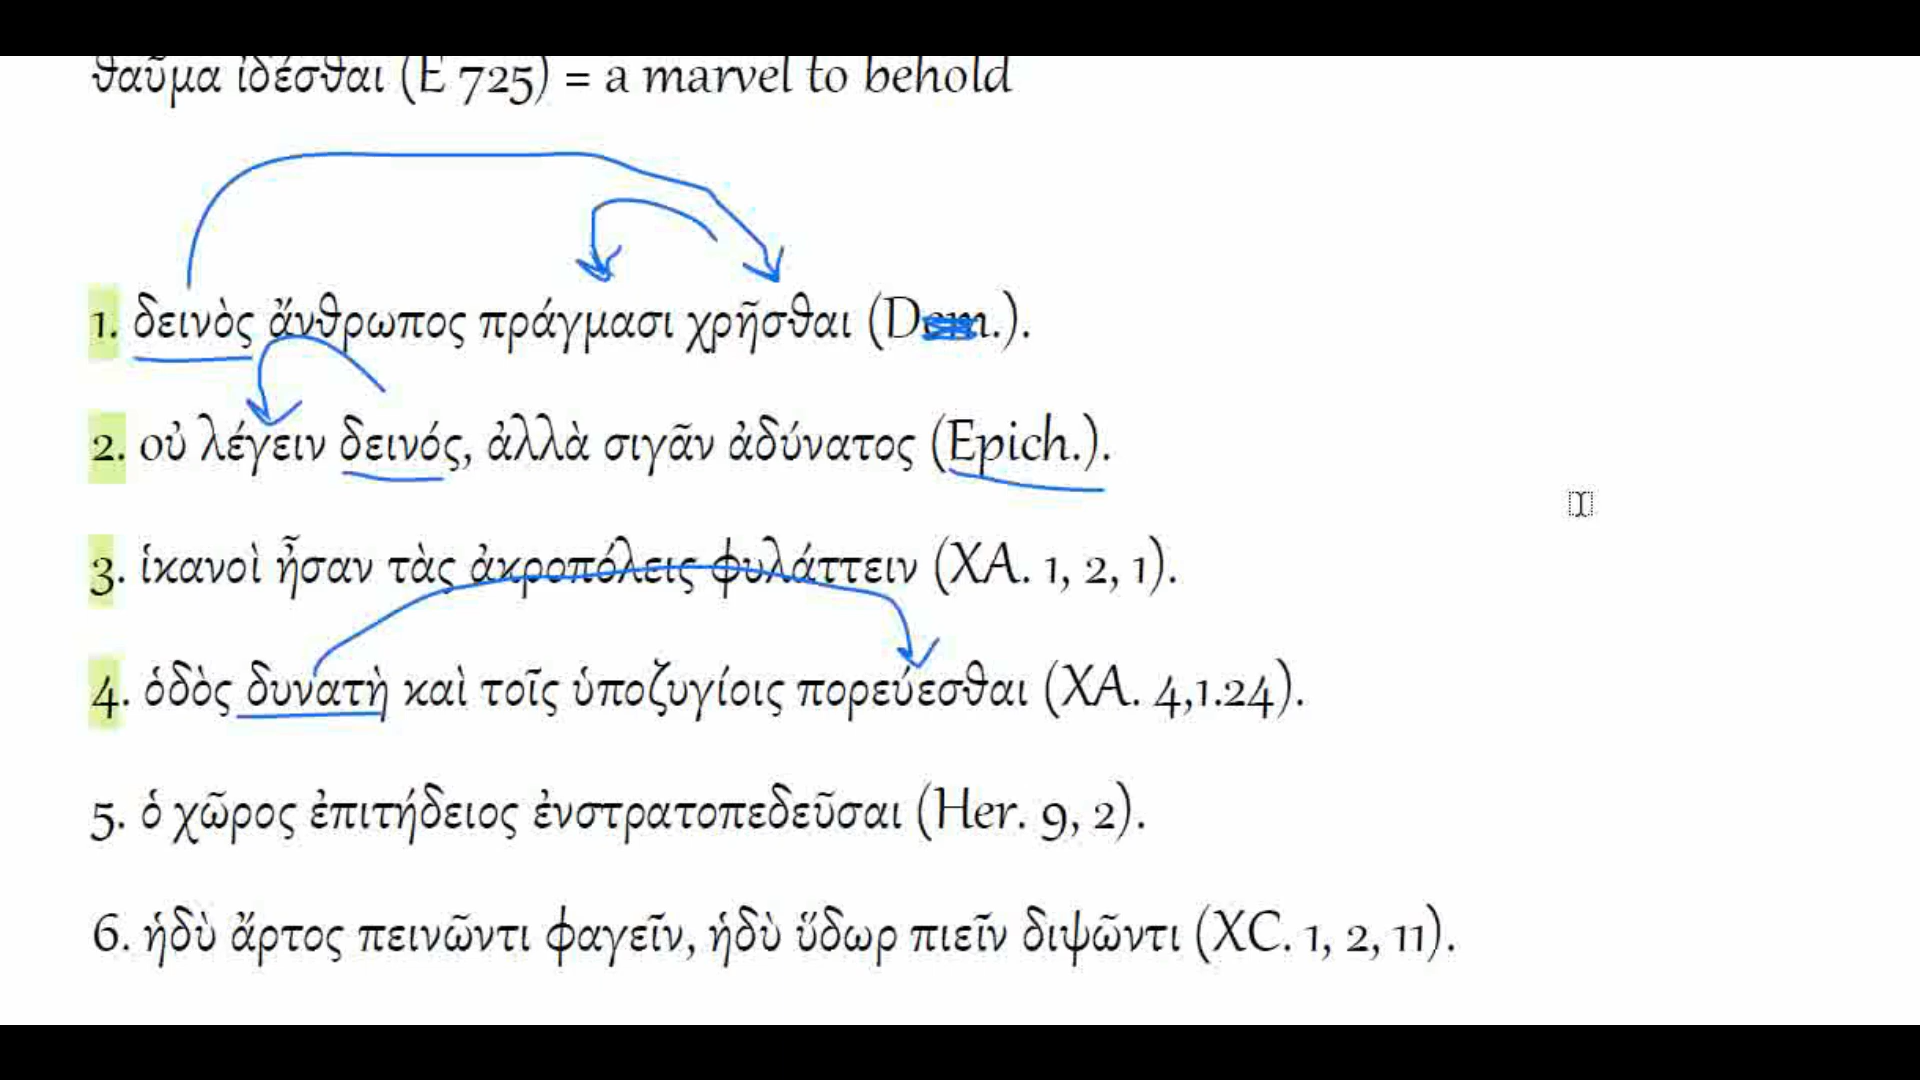 θαῦμα ἰδέσθαι (E 725) = a marvel to behold
1. δεινὸς ἄνθρωπος πράγμασι χρῆσθαι (Dem.).
2. οὐ λέγειν δεινός, ἀλλὰ σιγᾶν ἀδύνατος (Epich.).
3. ἱκανοὶ ἦσαν τὰς ἀκροπόλεις φυλάττειν (XA. 1, 2, 1).
4. ὁδὸς δυνατὴ καὶ τοῖς ὑποζυγίοις πορεύεσθαι (XA. 4,1.24).
5. ὁ χῶρος ἐπιτήδειος ἐνστρατοπεδεῦσαι (Her. 9, 2).
6. ἡδὺ ἄρτος πεινῶντι φαγεῖν, ἡδὺ ὕδωρ πιεῖν διψῶντι (XC. 1, 2, 11).